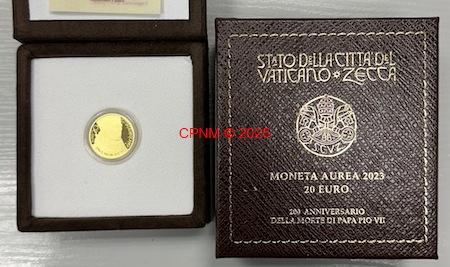 CPNM © 2025
STATO DELLA CITTA' DEL
VATICANO • ZECCA
MONETA AUREA 2023
20 EURO
200 ANNIVERSARIO
DELLA MORTE DI PAPA PIO VII